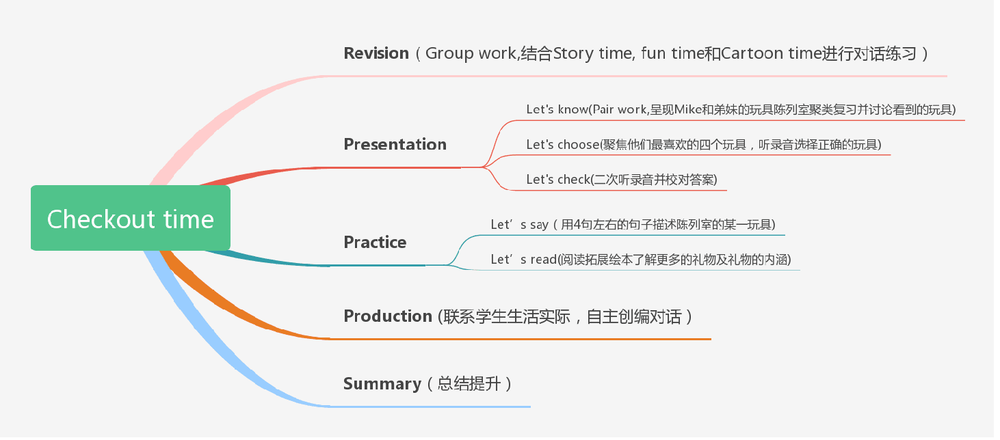 Revision（Group work,结合Story time, fun time和Cartoon time进行对话练习）
Let's know(Pair work,呈现Mike和弟妹的玩具陈列室聚类复习并讨论看到的玩具)
Presentation
Let's choose(聚焦他们最喜欢的四个玩具，听录音选择正确的玩具)
Let's check(二次听录音并校对答案)
Checkout time
Let’s say（用4句左右的句子描述陈列室的某一玩具)
Practice
Let’s read(阅读拓展绘本了解更多的礼物及礼物的内涵)
Production (联系学生生活实际，自主创编对话）
Summary（总结提升）